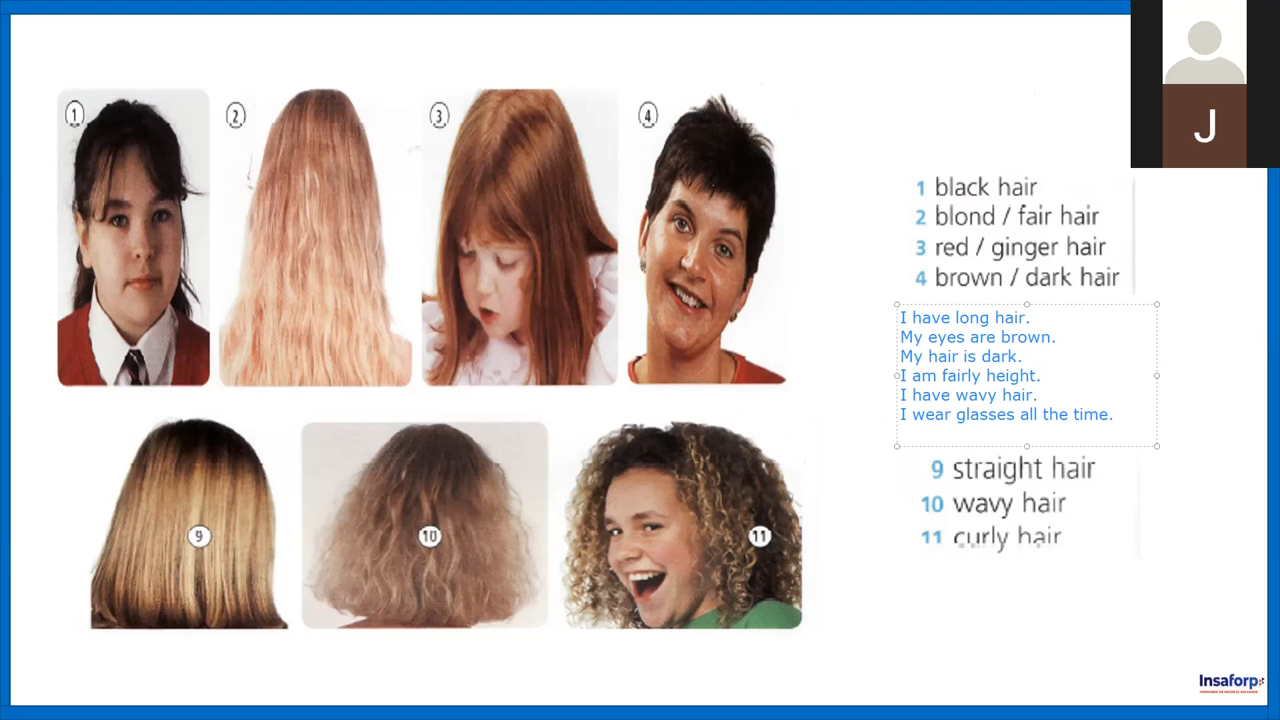 1
2
3
4
J
1 black hair
2 blond / fair hair
3 red / ginger hair
4 brown / dark hair
I have long hair.
My eyes are brown.
My hair is dark.
I am fairly height.
I have wavy hair.
I wear glasses all the time.
9
10
11
9 straight hair
10 wavy hair
11 curly hair
Insaforp